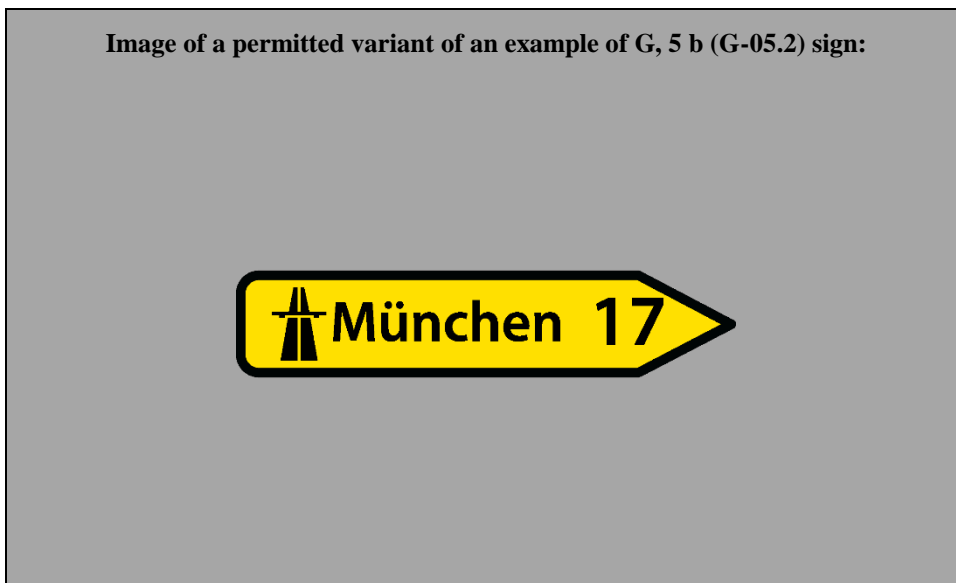 Image of a permitted variant of an example of G, 5 b (G-05.2) sign:
München 17